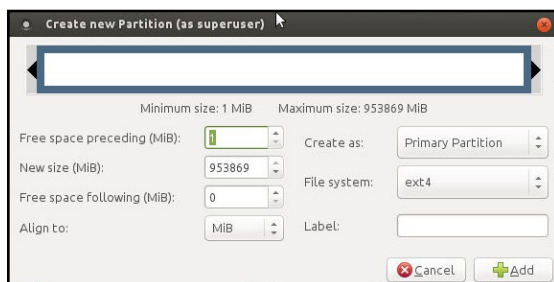 Create new Partition (as superuser)
Minimum size: 1 MiB Maximum size: 953869 MiB
Free space preceding (MiB): 1
Create as: Primary Partition
New size (MiB): 953869
File system: ext4
Free space following (MiB): 0
Align to: MiB
Label:
Cancel
Add